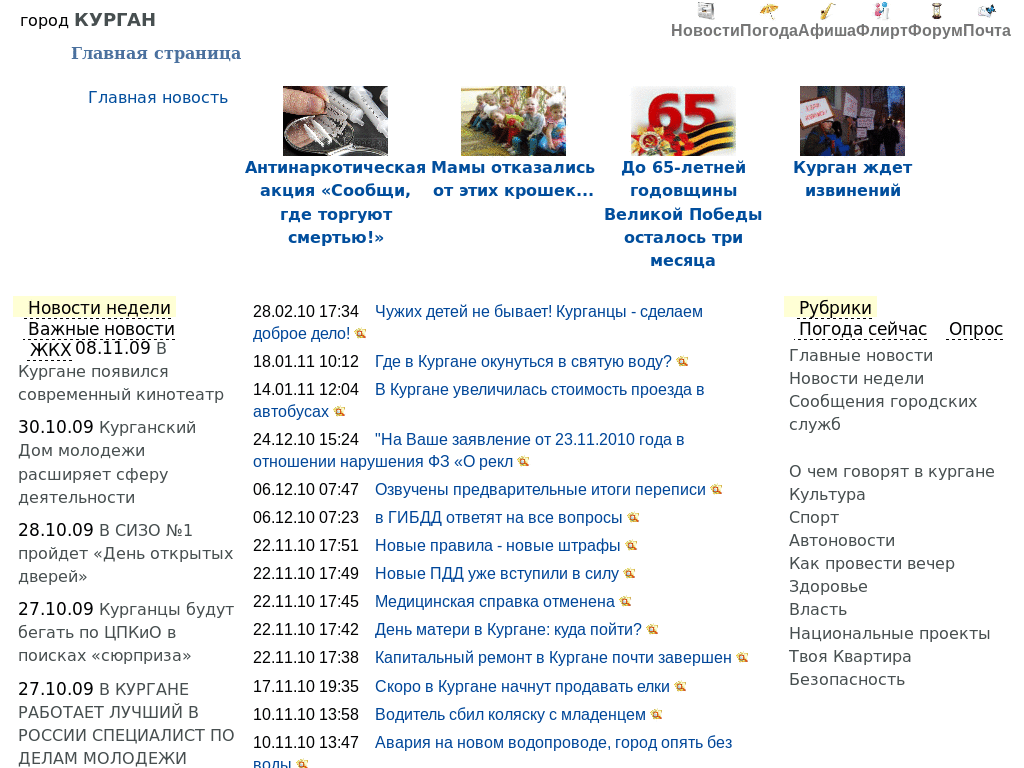 город КУРГАН
Новости Погода Афиша Флирт Форум Почта
Главная страница
Главная новость
Антинаркотическая
акция «Сообщи,
где торгуют
смертью!»
Мамы отказались
от этих крошек...
65
До 65-летней
годовщины
Великой Победы
осталось три
месяца
Курган ждет
извинений
Новости недели
Важные новости
ЖКХ 08.11.09 В
Кургане появился
современный кинотеатр
30.10.09 Курганский
Дом молодежи
расширяет сферу
деятельности
28.10.09 В СИЗО №1
пройдет «День открытых
дверей»
27.10.09 Курганцы будут
бегать по ЦПКиО в
поисках «сюрприза»
27.10.09 В КУРГАНЕ
РАБОТАЕТ ЛУЧШИЙ В
РОССИИ СПЕЦИАЛИСТ ПО
ДЕЛАМ МОЛОДЕЖИ
28.02.10 17:34 Чужих детей не бывает! Курганцы - сделаем
доброе дело!
18.01.11 10:12 Где в Кургане окунуться в святую воду?
14.01.11 12:04 В Кургане увеличилась стоимость проезда в
автобусах
24.12.10 15:24 "На Ваше заявление от 23.11.2010 года в
отношении нарушения ФЗ «О рекл
06.12.10 07:47 Озвучены предварительные итоги переписи
06.12.10 07:23 в ГИБДД ответят на все вопросы
22.11.10 17:51 Новые правила - новые штрафы
22.11.10 17:49 Новые ПДД уже вступили в силу
22.11.10 17:45 Медицинская справка отменена
22.11.10 17:42 День матери в Кургане: куда пойти?
22.11.10 17:38 Капитальный ремонт в Кургане почти завершен
17.11.10 19:35 Скоро в Кургане начнут продавать елки
10.11.10 13:58 Водитель сбил коляску с младенцем
10.11.10 13:47 Авария на новом водопроводе, город опять без
воды
Рубрики
Погода сейчас Опрос
Главные новости
Новости недели
Сообщения городских
служб
О чем говорят в кургане
Культура
Спорт
Автоновости
Как провести вечер
Здоровье
Власть
Национальные проекты
Твоя Квартира
Безопасность